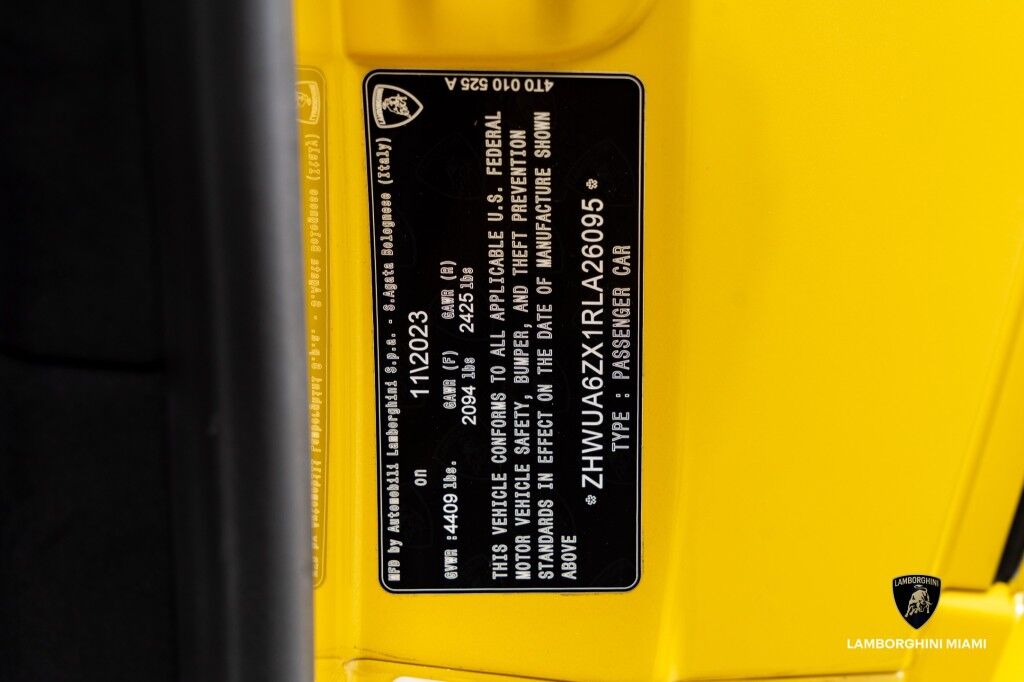 4T0 010 525 A
MFD by Automobili Lamborghini S.p.a. - S.Agata Bolognese (Italy)
on 11\2023
GAWR (F) GAWR (R)
GVWR :4409 lbs. 2094 lbs 2425 lbs
THIS VEHICLE CONFORMS TO ALL APPLICABLE U.S. FEDERAL
MOTOR VEHICLE SAFETY, BUMPER, AND THEFT PREVENTION
STANDARDS IN EFFECT ON THE DATE OF MANUFACTURE SHOWN
ABOVE
* ZHWUA6ZX1RLA26095 *
TYPE : PASSENGER CAR
LAMBORGHINI
LAMBORGHINI MIAMI